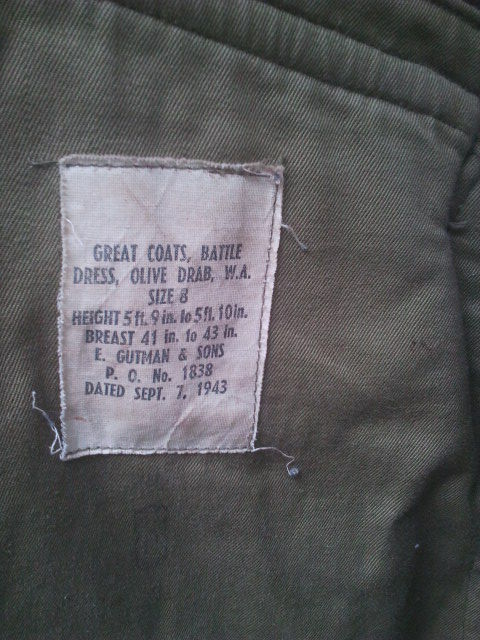 GREAT COATS, BATTLE
DRESS, OLIVE DRAB, W.A.
SIZE 8
HEIGHT 5 ft. 9 in. to 5 ft. 10 in.
BREAST 41 in. to 43 in.
E. GUTMAN & SONS
P. O. No. 1838
DATED SEPT. 7, 1943